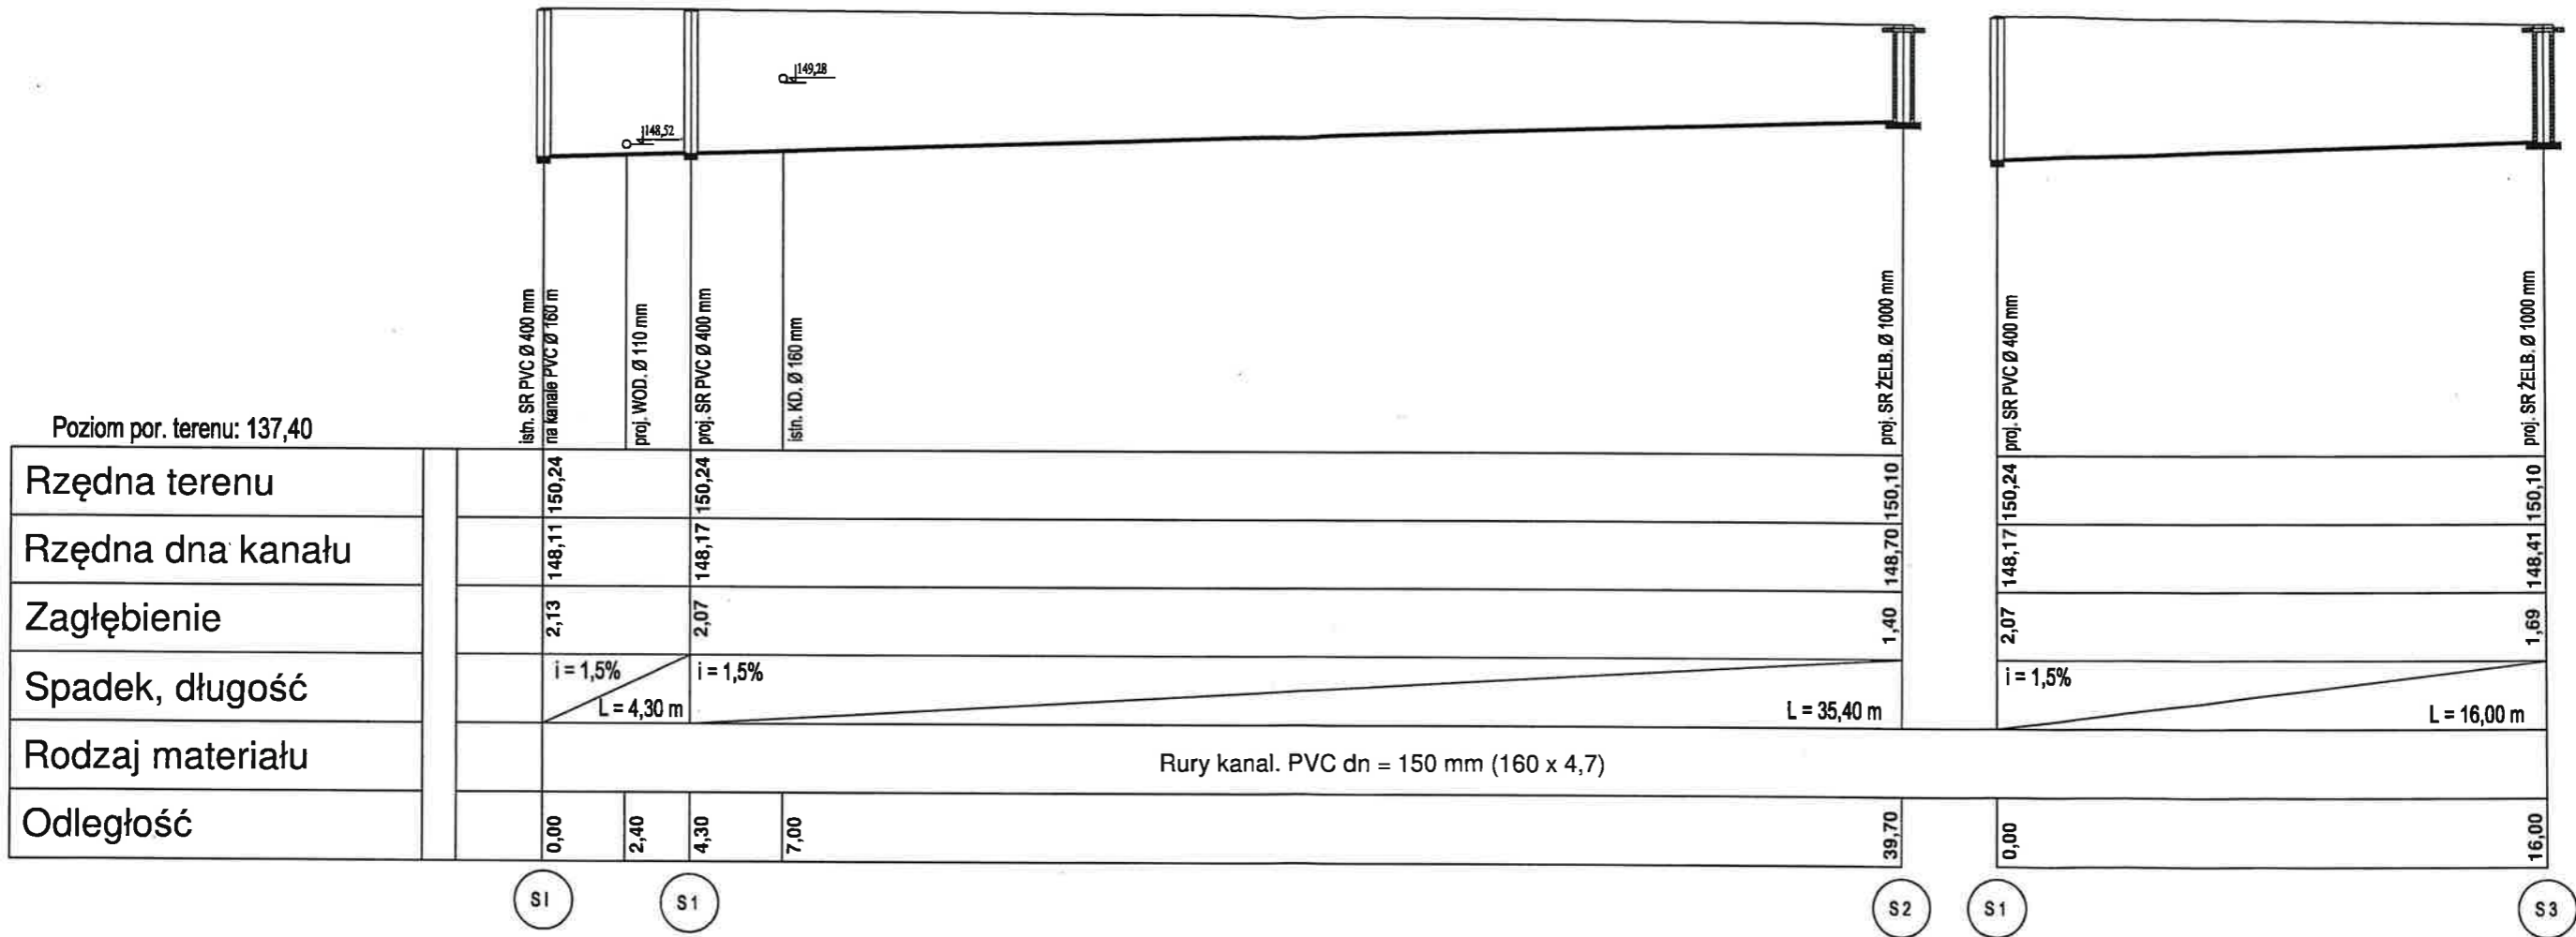 149,28
148,52
istn. SR PVC Ø 400 mm
na kanale PVC Ø 160 m
proj. WOD. Ø 110 mm
proj. SR PVC Ø 400 mm
istn. KD. Ø 160 mm
proj. SR ŻELB. Ø 1000 mm
proj. SR PVC Ø 400 mm
proj. SR ŻELB. Ø 1000 mm
Poziom por. terenu: 137,40
Rzędna terenu 150,24 150,24 150,10 150,24 150,10
Rzędna dna kanału 148,11 148,17 148,70 148,17 148,41
Zagłębienie 2,13 2,07 1,40 2,07 1,69
Spadek, długość i = 1,5% L = 4,30 m i = 1,5% L = 35,40 m i = 1,5% L = 16,00 m
Rodzaj materiału Rury kanal. PVC dn = 150 mm (160 x 4,7)
Odległość 0,00 2,40 4,30 7,00 39,70 0,00 16,00
SI S1 S2 S1 S3